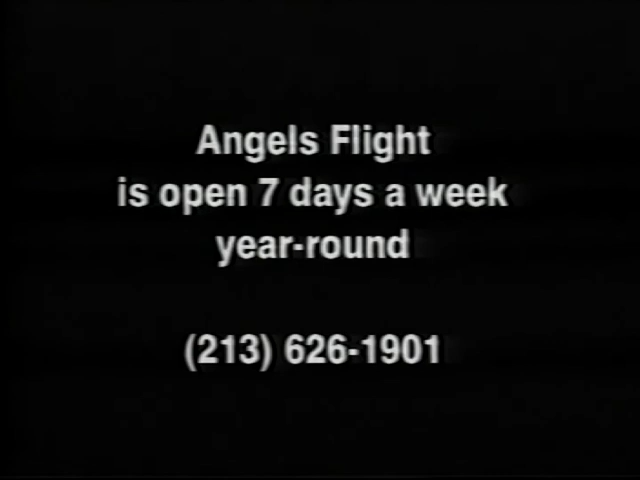 Angels Flight
is open 7 days a week
year-round
(213) 626-1901